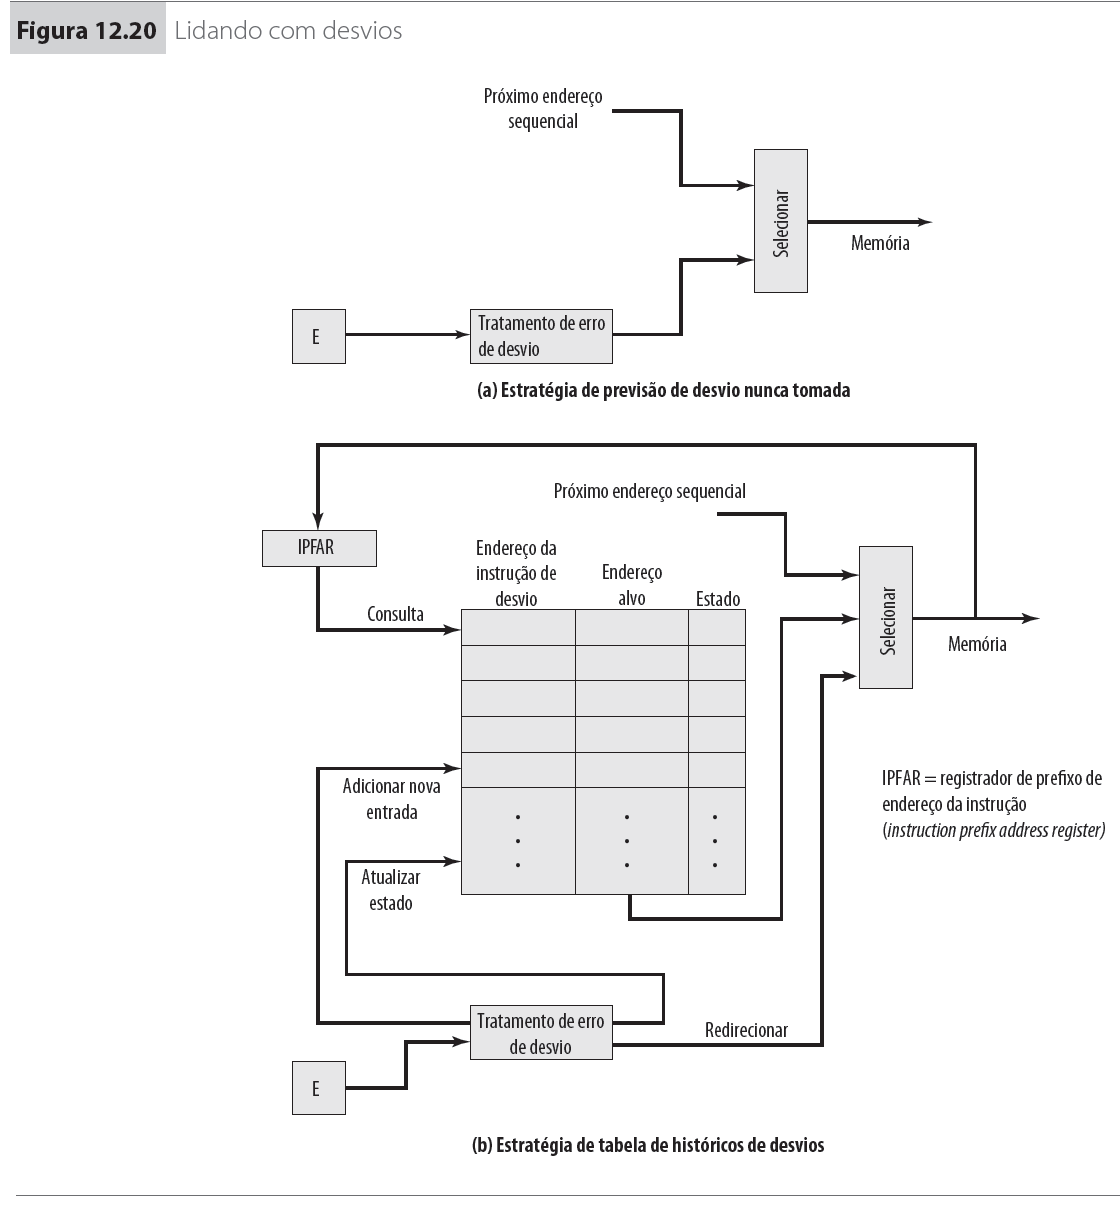 Figura 12.20 Lidando com desvios
Próximo endereço
sequencial
Selecionar
Memória
E
Tratamento de erro
de desvio
(a) Estratégia de previsão de desvio nunca tomada
Próximo endereço sequencial
IPFAR
Endereço da
instrução de
desvio
Endereço
alvo
Estado
Consulta
Selecionar
Memória
Adicionar nova
entrada
IPFAR = registrador de prefixo de
endereço da instrução
(instruction prefix address register)
Atualizar
estado
Tratamento de erro
de desvio
Redirecionar
E
(b) Estratégia de tabela de históricos de desvios